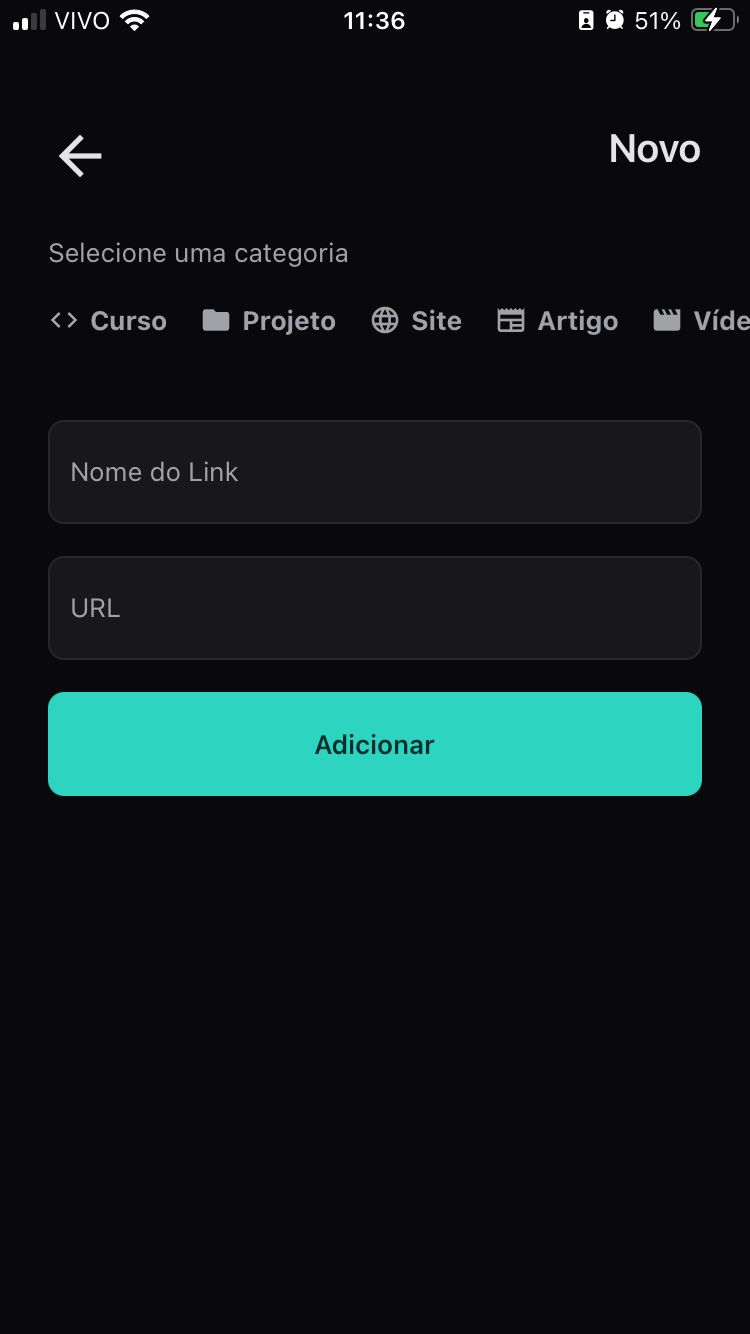 VIVO 11:36 51%
Novo
Selecione uma categoria
Curso Projeto Site Artigo Víde
Nome do Link
URL
Adicionar